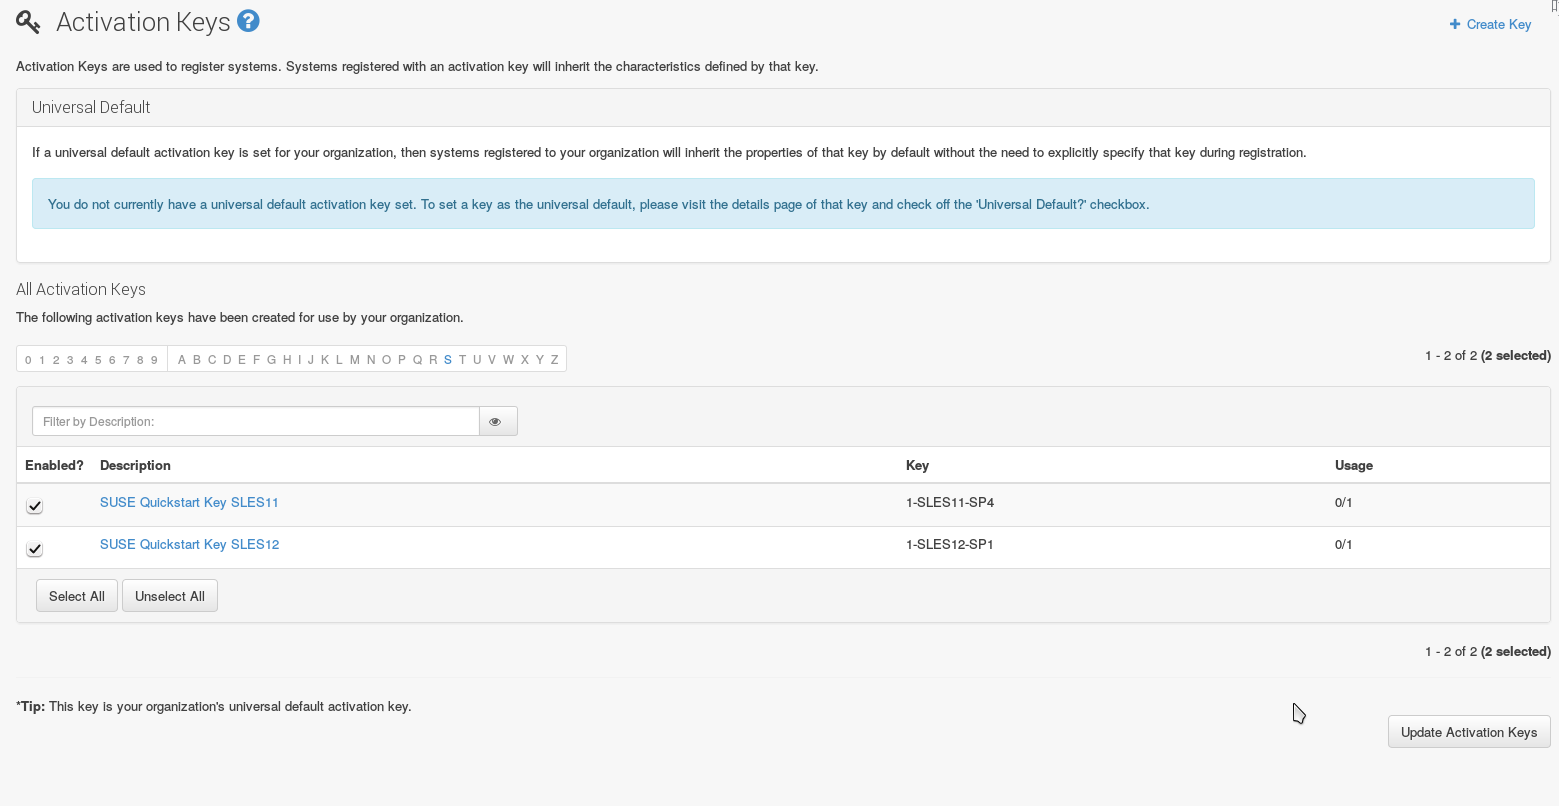 Activation Keys
+ Create Key
Activation Keys are used to register systems. Systems registered with an activation key will inherit the characteristics defined by that key.
Universal Default
If a universal default activation key is set for your organization, then systems registered to your organization will inherit the properties of that key by default without the need to explicitly specify that key during registration.
You do not currently have a universal default activation key set. To set a key as the universal default, please visit the details page of that key and check off the 'Universal Default?' checkbox.
All Activation Keys
The following activation keys have been created for use by your organization.
0 1 2 3 4 5 6 7 8 9 A B C D E F G H I J K L M N O P Q R S T U V W X Y Z
1 - 2 of 2 (2 selected)
Filter by Description:
Enabled? Description Key Usage
SUSE Quickstart Key SLES11 1-SLES11-SP4 0/1
SUSE Quickstart Key SLES12 1-SLES12-SP1 0/1
Select All Unselect All
1 - 2 of 2 (2 selected)
*Tip: This key is your organization's universal default activation key.
Update Activation Keys